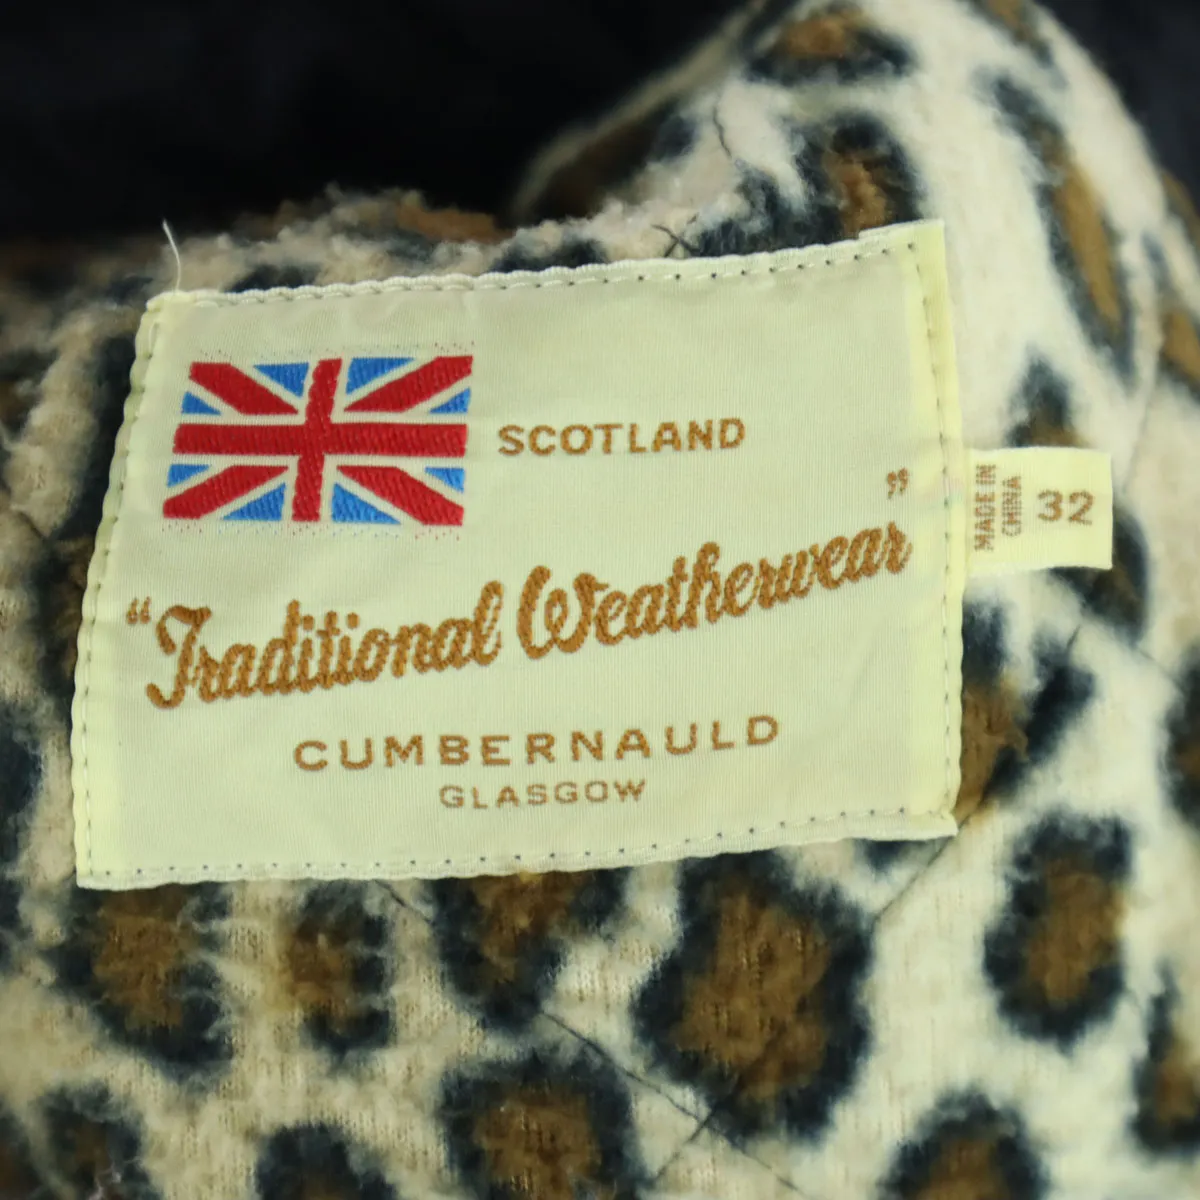 SCOTLAND
"Traditional Weatherwear"
CUMBERNAULD
GLASGOW
MADE IN
CHINA
32